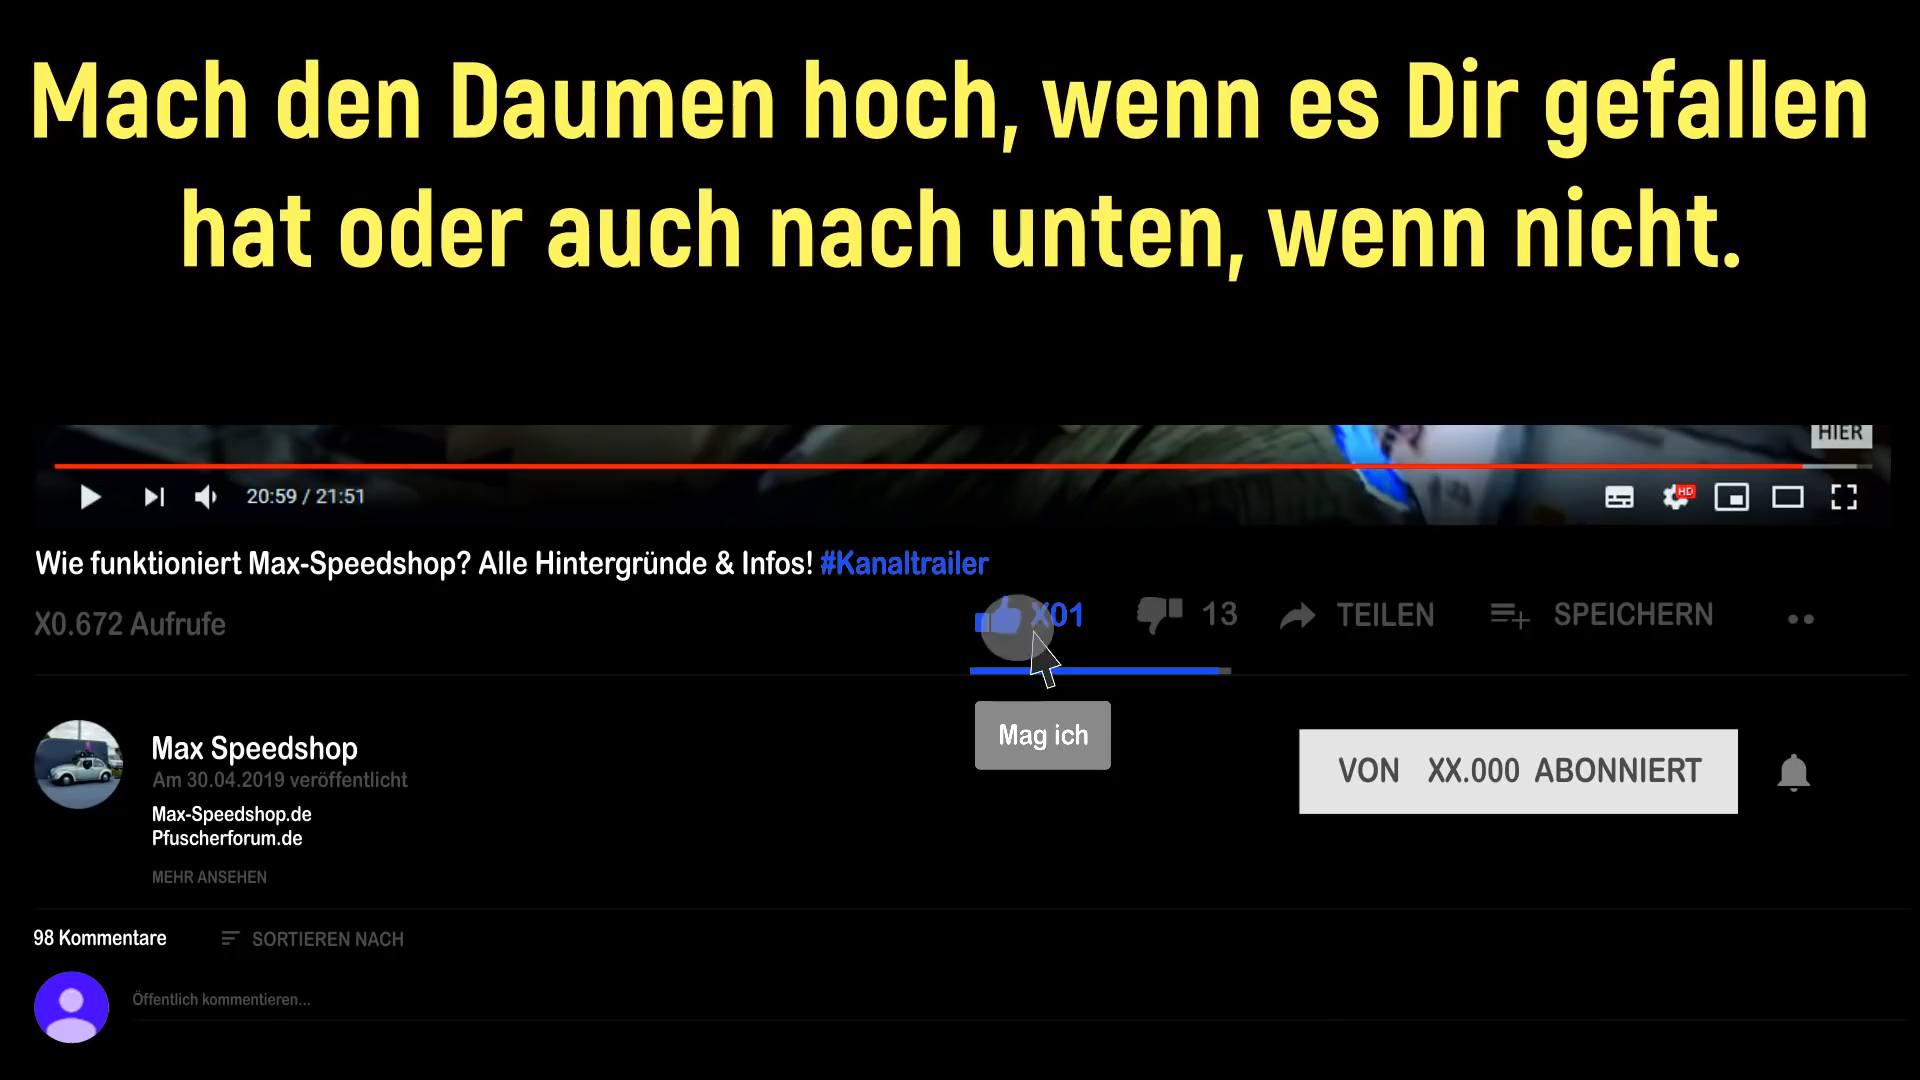 Mach den Daumen hoch, wenn es Dir gefallen
hat oder auch nach unten, wenn nicht.
HIER
20:59 / 21:51
HD
Wie funktioniert Max-Speedshop? Alle Hintergründe & Infos! #Kanaltrailer
X0.672 Aufrufe
X01
13
TEILEN
SPEICHERN
Mag ich
Max Speedshop
Am 30.04.2019 veröffentlicht
Max-Speedshop.de
Pfuscherforum.de
MEHR ANSEHEN
VON XX.000 ABONNIERT
98 Kommentare
SORTIEREN NACH
Öffentlich kommentieren...